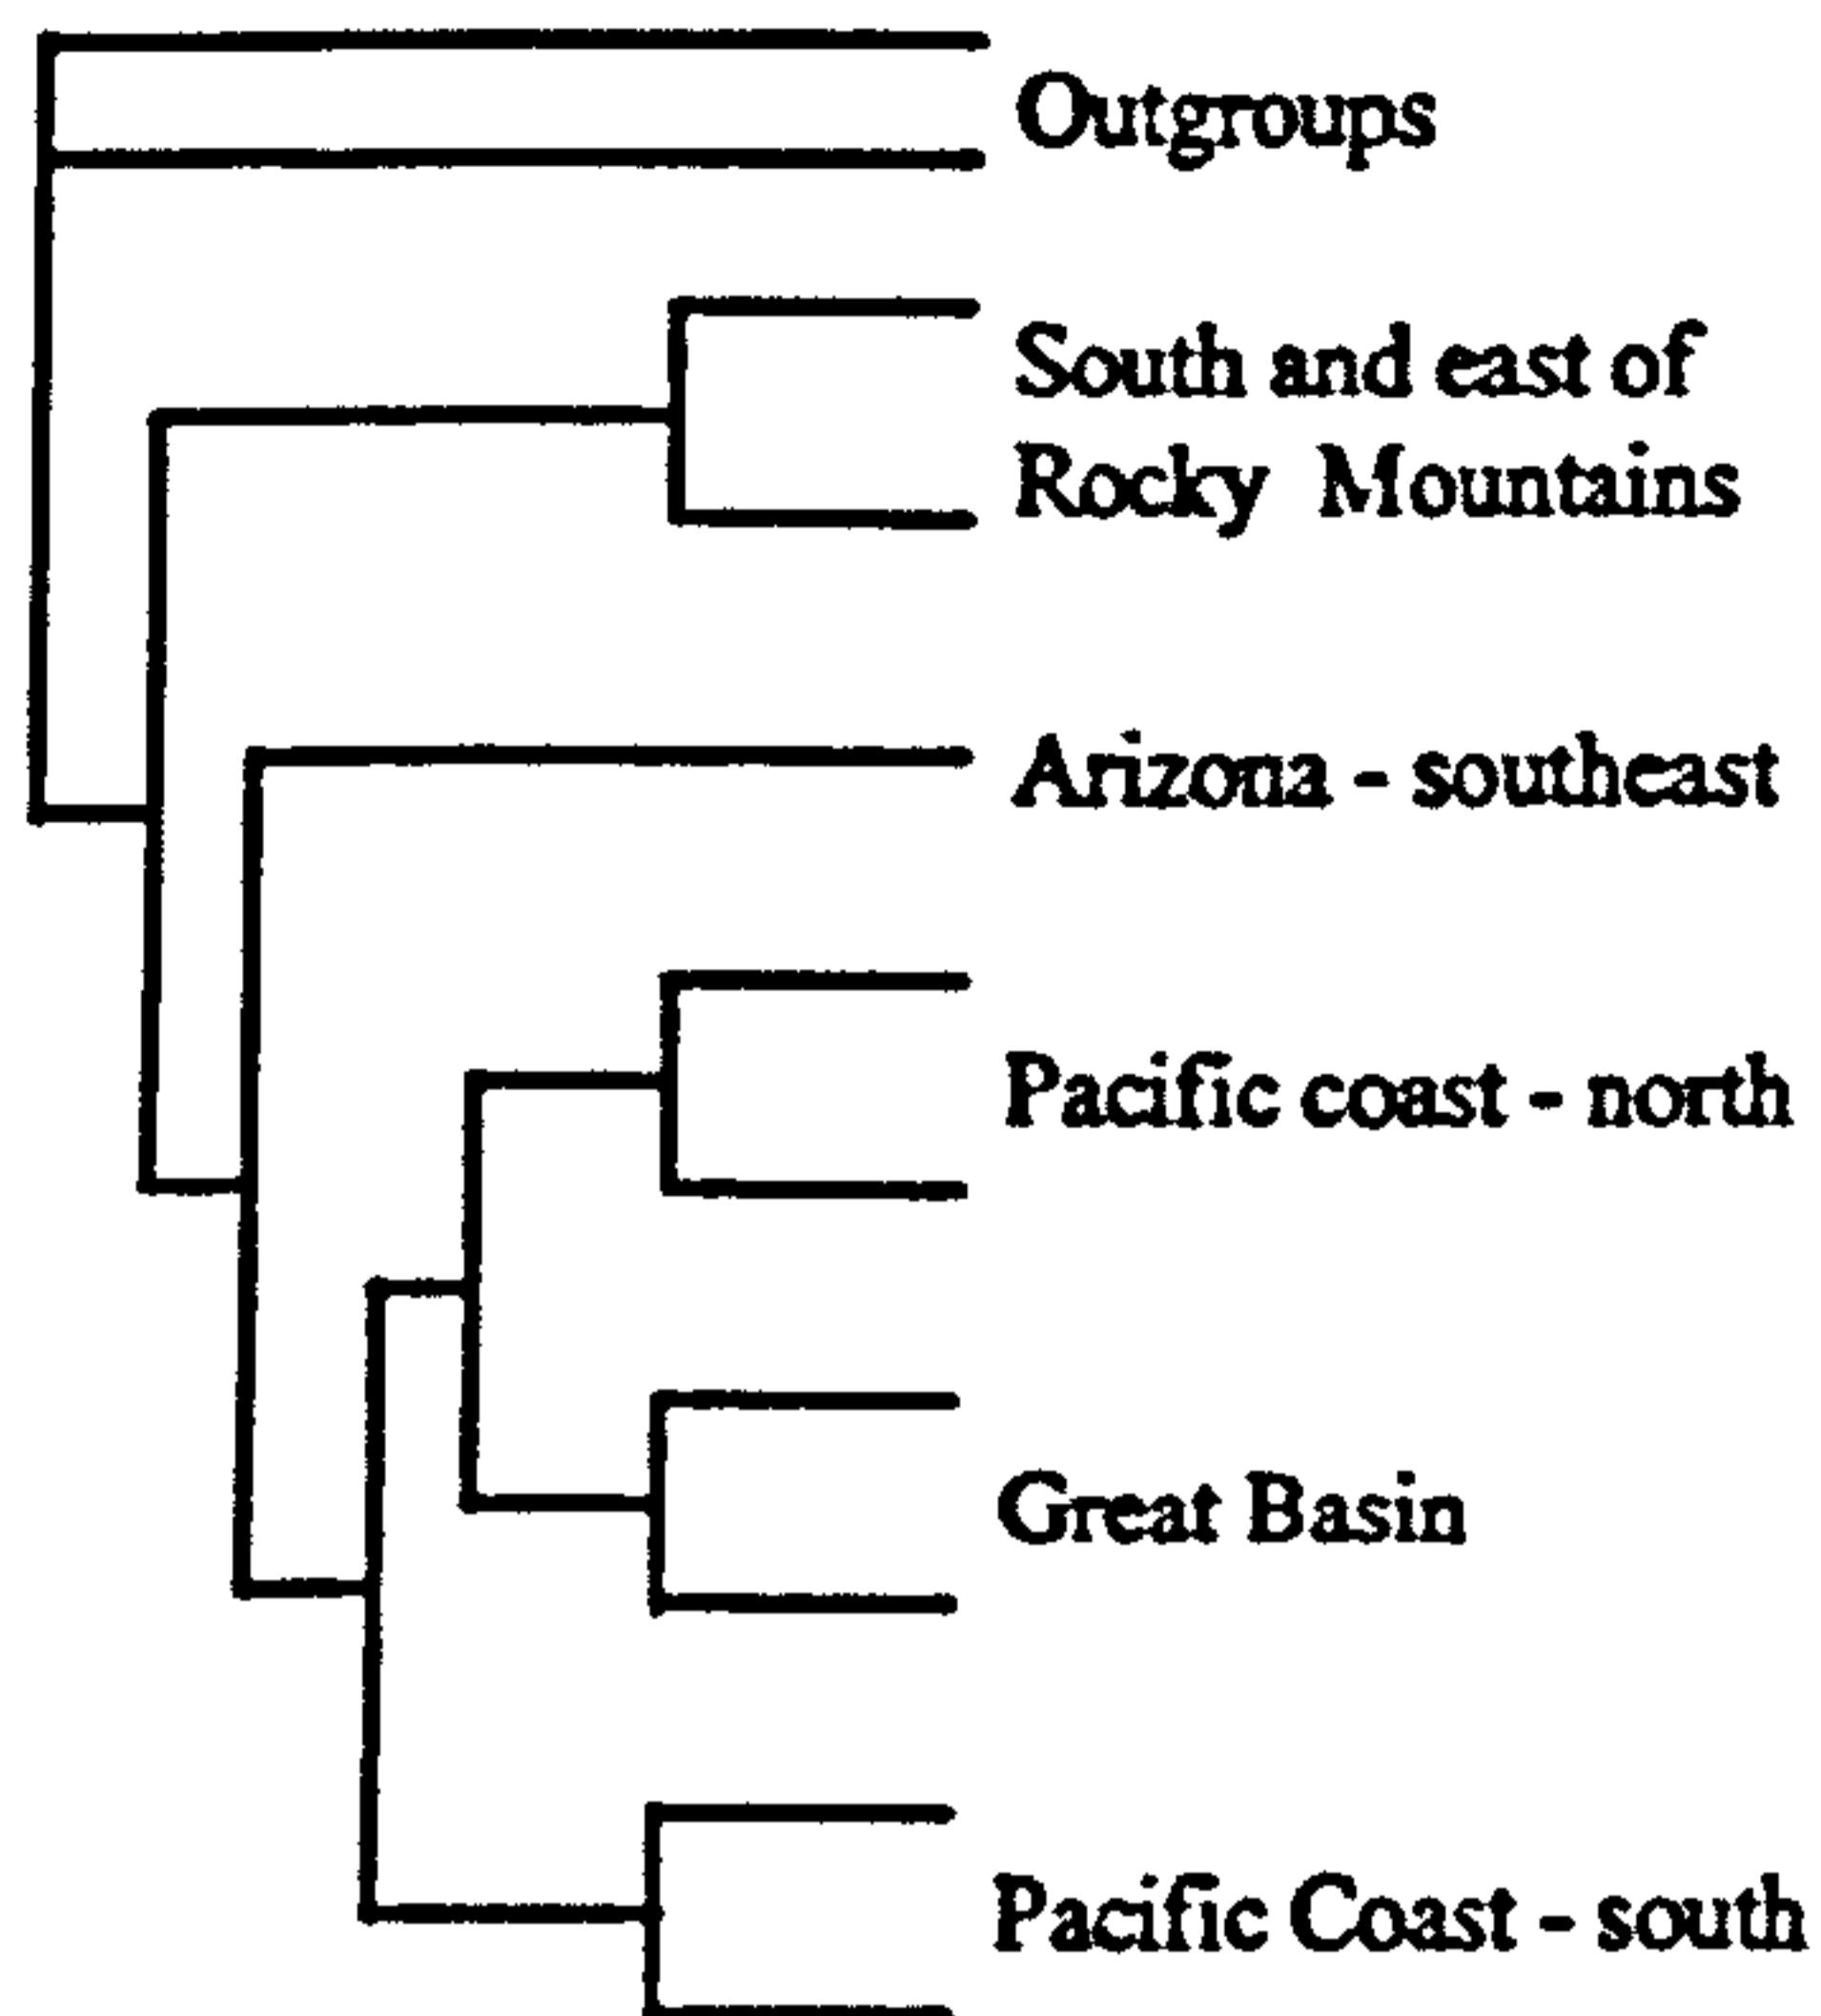 Outgroups
South and east of
Rocky Mountains
Arizona - southeast
Pacific coast - north
Great Basin
Pacific Coast - south